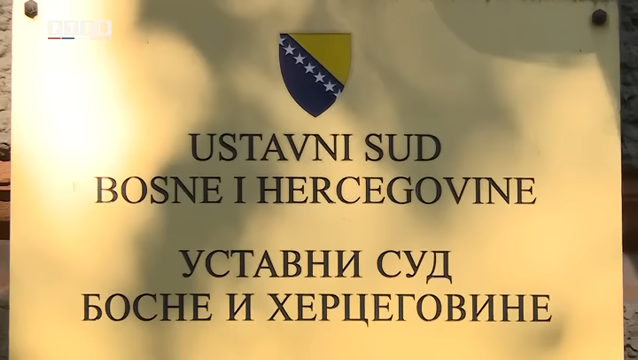 USTAVNI SUD
BOSNE I HERCEGOVINE
УСТАВНИ СУД
БОСНЕ И ХЕРЦЕГОВИНЕ